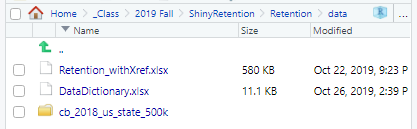 Home _Class 2019 Fall ShinyRetention Retention data
Name Size Modified
..
Retention_withXref.xlsx 580 KB Oct 22, 2019, 9:23 P
DataDictionary.xlsx 11.1 KB Oct 26, 2019, 2:39 P
cb_2018_us_state_500k